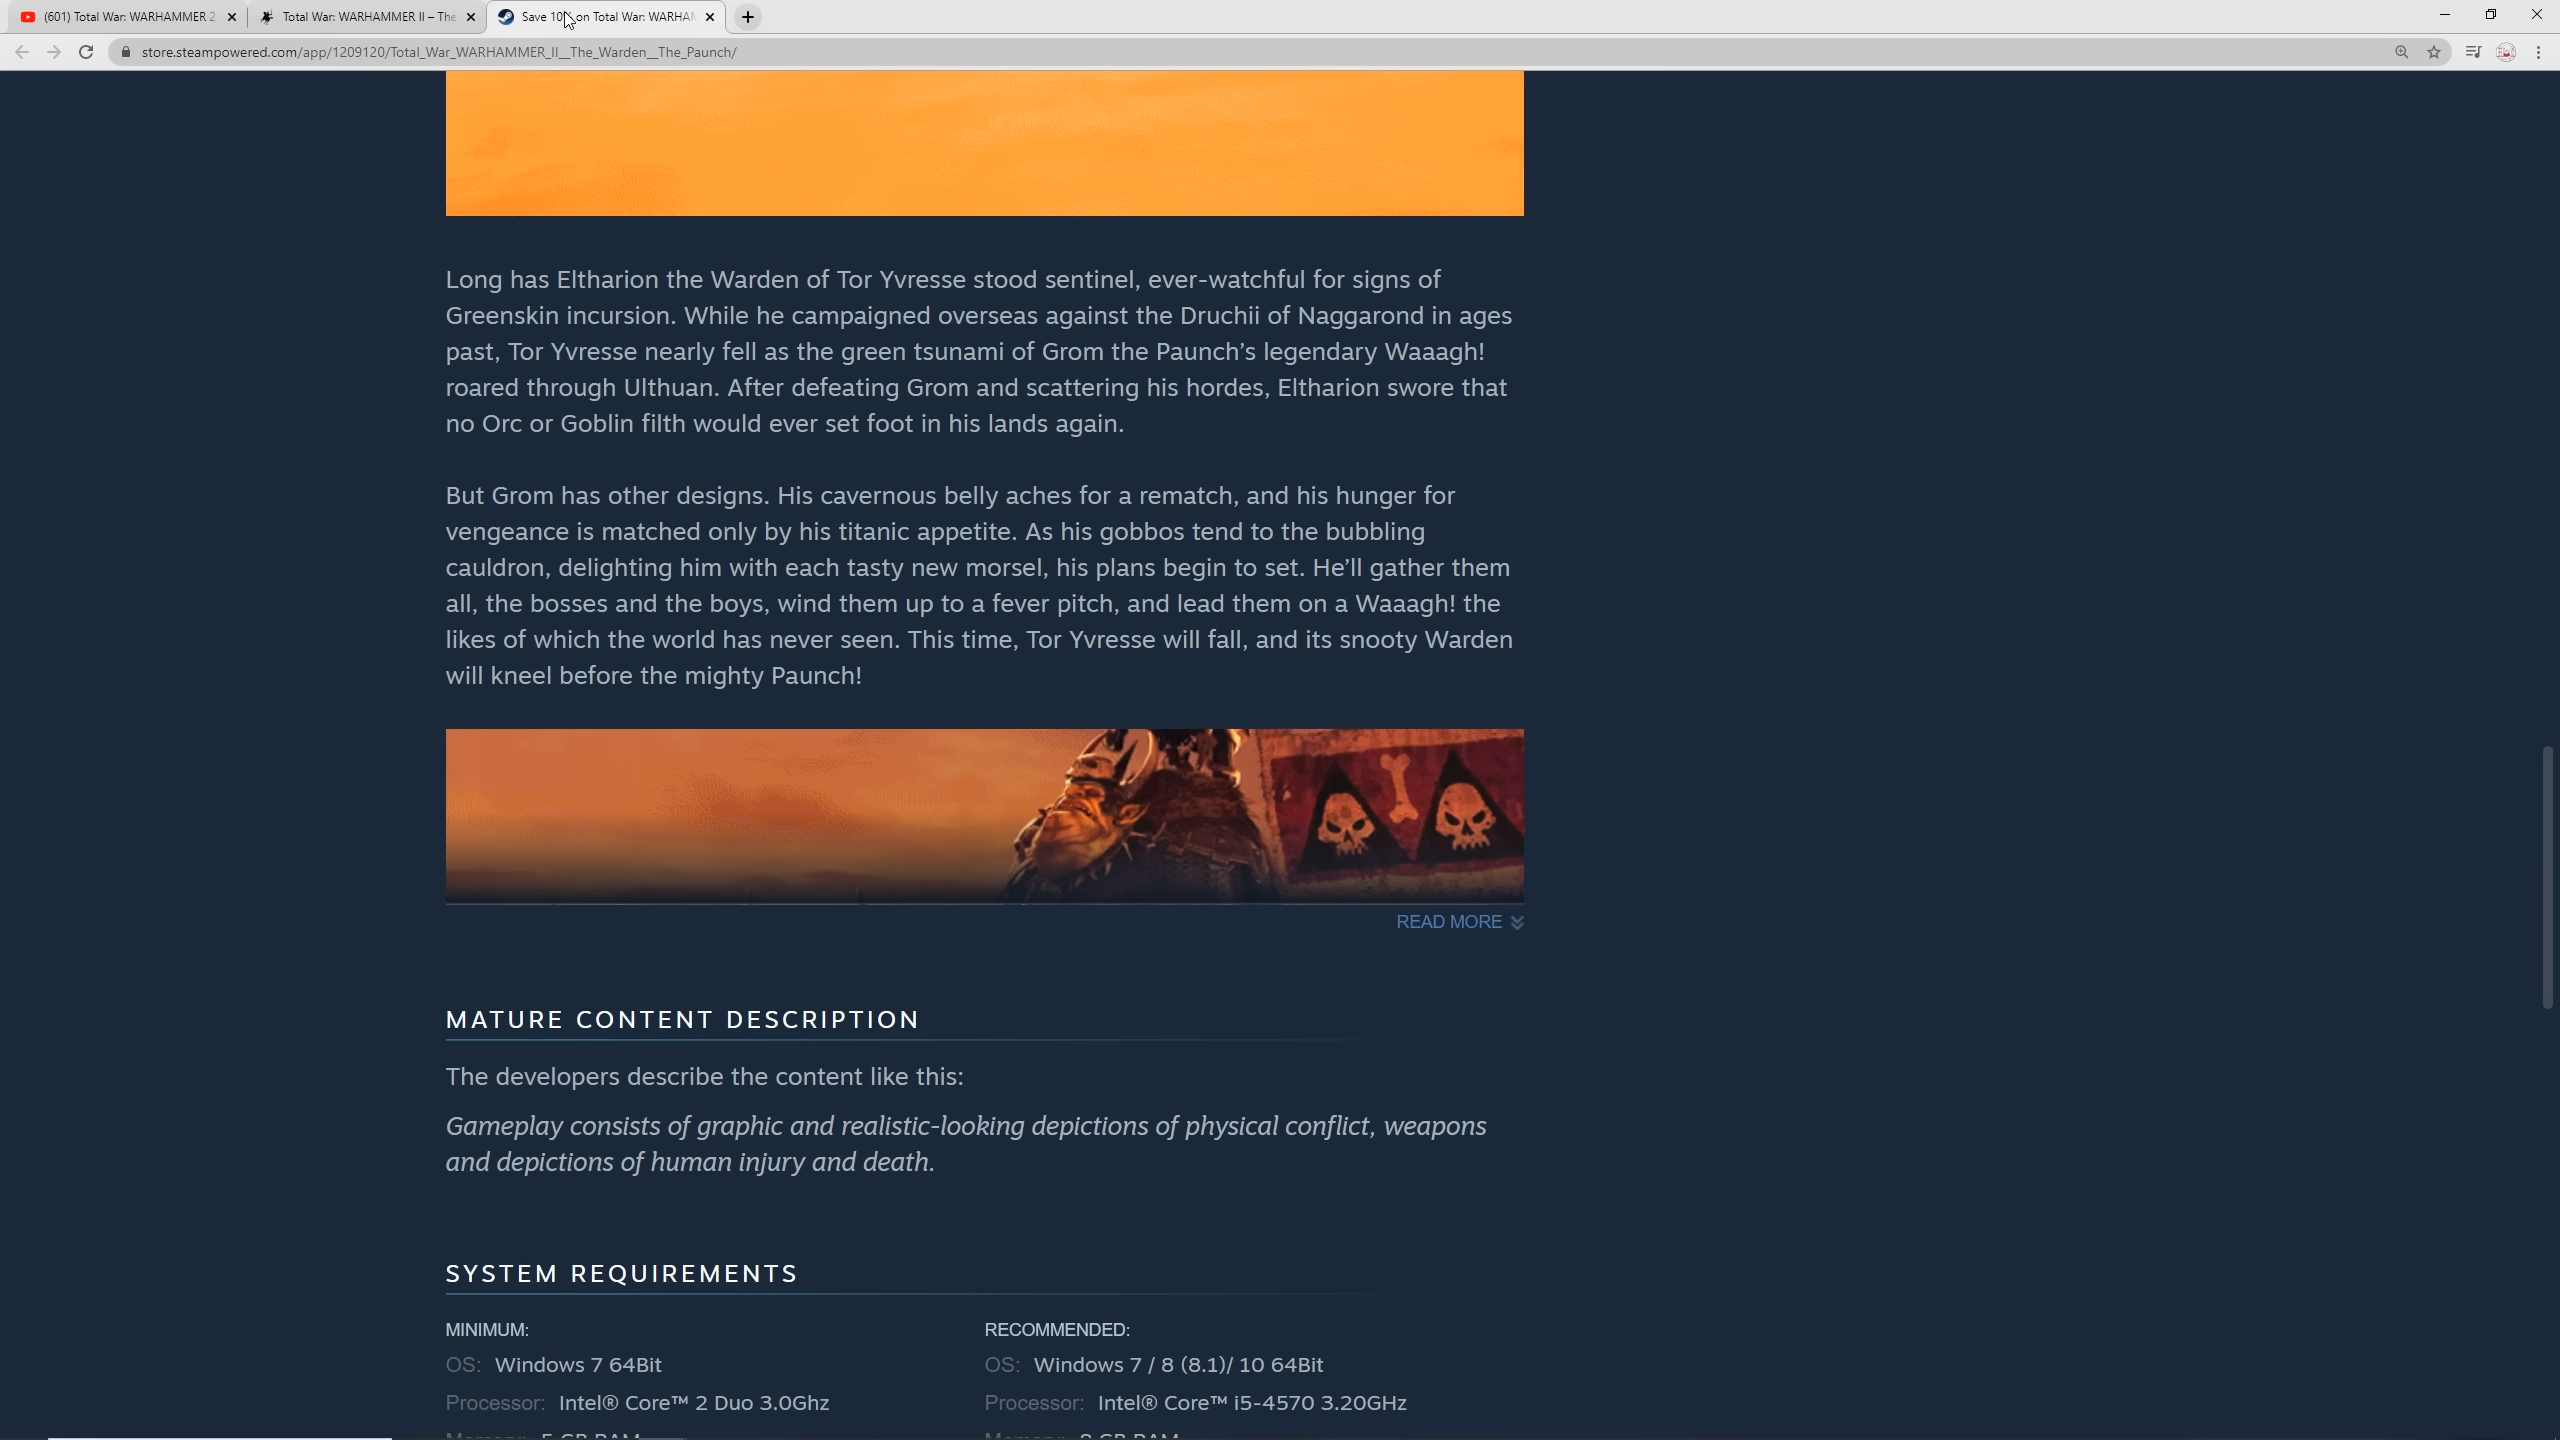 (601) Total War: WARHAMMER 2
Total War: WARHAMMER II – The
Save 10% on Total War: WARHAM
store.steampowered.com/app/1209120/Total_War_WARHAMMER_II__The_Warden__The_Paunch/
Long has Eltharion the Warden of Tor Yvresse stood sentinel, ever-watchful for signs of
Greenskin incursion. While he campaigned overseas against the Druchii of Naggarond in ages
past, Tor Yvresse nearly fell as the green tsunami of Grom the Paunch’s legendary Waaagh!
roared through Ulthuan. After defeating Grom and scattering his hordes, Eltharion swore that
no Orc or Goblin filth would ever set foot in his lands again.
But Grom has other designs. His cavernous belly aches for a rematch, and his hunger for
vengeance is matched only by his titanic appetite. As his gobbos tend to the bubbling
cauldron, delighting him with each tasty new morsel, his plans begin to set. He’ll gather them
all, the bosses and the boys, wind them up to a fever pitch, and lead them on a Waaagh! the
likes of which the world has never seen. This time, Tor Yvresse will fall, and its snooty Warden
will kneel before the mighty Paunch!
READ MORE
MATURE CONTENT DESCRIPTION
The developers describe the content like this:
Gameplay consists of graphic and realistic-looking depictions of physical conflict, weapons
and depictions of human injury and death.
SYSTEM REQUIREMENTS
MINIMUM:
OS: Windows 7 64Bit
Processor: Intel® Core™ 2 Duo 3.0Ghz
Memory: 5 GB RAM
RECOMMENDED:
OS: Windows 7 / 8 (8.1)/ 10 64Bit
Processor: Intel® Core™ i5-4570 3.20GHz
Memory: 8 GB RAM